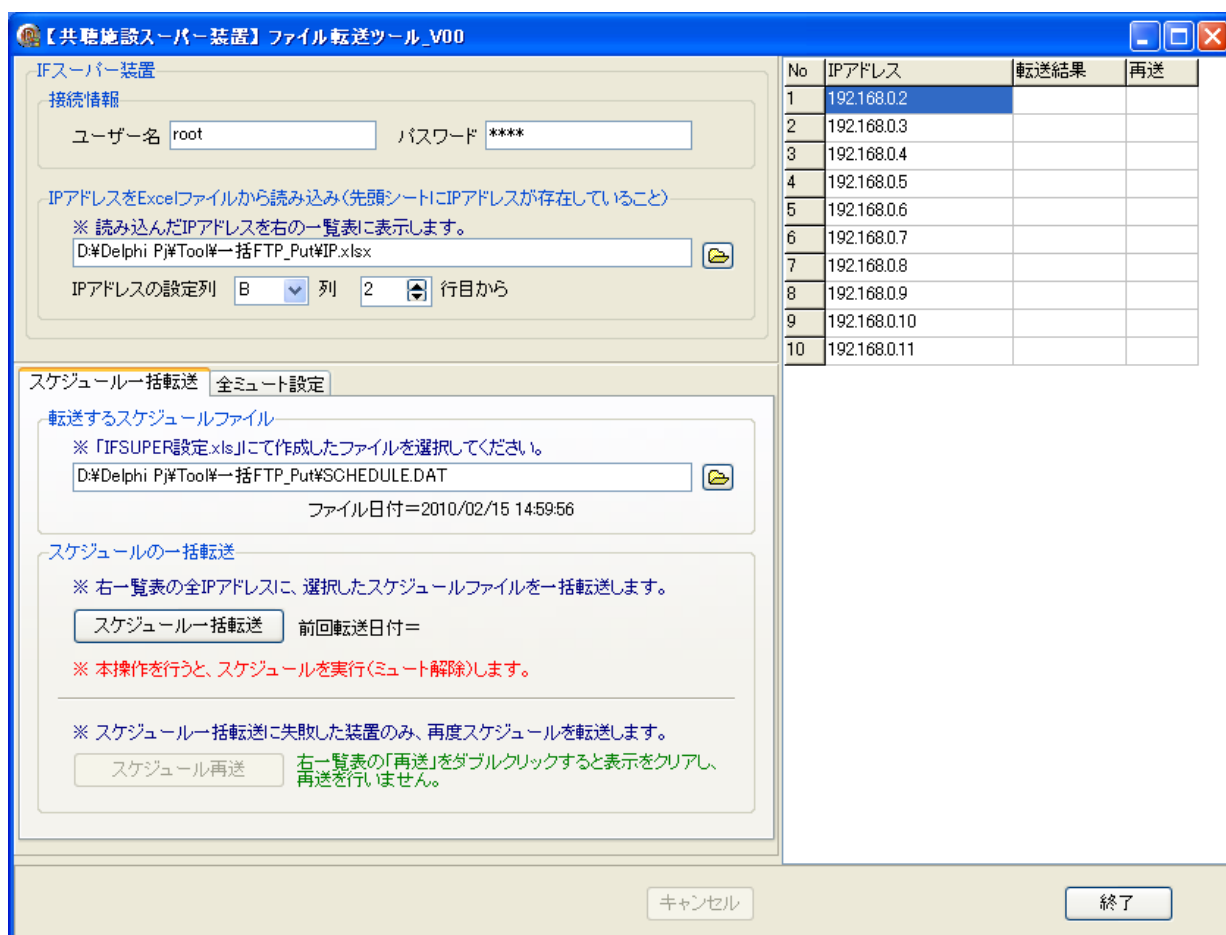 【共聴施設スーパー装置】ファイル転送ツール_V00
IFスーパー装置
接続情報
ユーザー名 root パスワード ****
IPアドレスをExcelファイルから読み込み(先頭シートにIPアドレスが存在していること)
※ 読み込んだIPアドレスを右の一覧表に表示します。
D:¥Delphi Pj¥Tool¥一括FTP_Put¥IP.xlsx
IPアドレスの設定列 B 列 2 行目から
スケジュール一括転送 全ミュート設定
転送するスケジュールファイル
※「IFSUPER設定.xls」にて作成したファイルを選択してください。
D:¥Delphi Pj¥Tool¥一括FTP_Put¥SCHEDULE.DAT
ファイル日付=2010/02/15 14:59:56
スケジュールの一括転送
※ 右一覧表の全IPアドレスに、選択したスケジュールファイルを一括転送します。
スケジュール一括転送 前回転送日付=
※ 本操作を行うと、スケジュールを実行(ミュート解除)します。
※ スケジュール一括転送に失敗した装置のみ、再度スケジュールを転送します。
スケジュール再送
右一覧表の「再送」をダブルクリックすると表示をクリアし、
再送を行いません。
No IPアドレス 転送結果 再送
1 192.168.0.2
2 192.168.0.3
3 192.168.0.4
4 192.168.0.5
5 192.168.0.6
6 192.168.0.7
7 192.168.0.8
8 192.168.0.9
9 192.168.0.10
10 192.168.0.11
キャンセル 終了